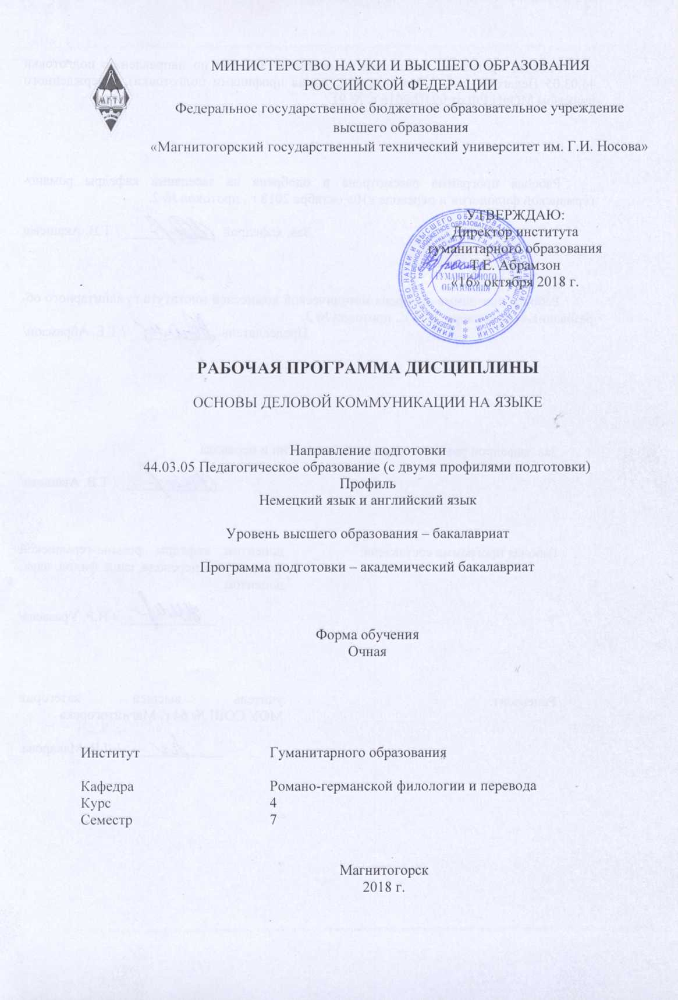 МИНИСТЕРСТВО НАУКИ И ВЫСШЕГО ОБРАЗОВАНИЯ
РОССИЙСКОЙ ФЕДЕРАЦИИ
МГТУ
Федеральное государственное бюджетное образовательное учреждение
высшего образования
«Магнитогорский государственный технический университет им. Г.И. Носова»
УТВЕРЖДАЮ:
Директор института
гуманитарного образования
Т.Е. Абрамзон
«16» октября 2018 г.
ГУМАНИТАРНОГО
ОБРАЗОВАНИЯ
РАБОЧАЯ ПРОГРАММА ДИСЦИПЛИНЫ
ОСНОВЫ ДЕЛОВОЙ КОММУНИКАЦИИ НА ЯЗЫКЕ
Направление подготовки
44.03.05 Педагогическое образование (с двумя профилями подготовки)
Профиль
Немецкий язык и английский язык
Уровень высшего образования – бакалавриат
Программа подготовки – академический бакалавриат
Форма обучения
Очная
Институт Гуманитарного образования
Кафедра Романо-германской филологии и перевода
Курс 4
Семестр 7
Магнитогорск
2018 г.